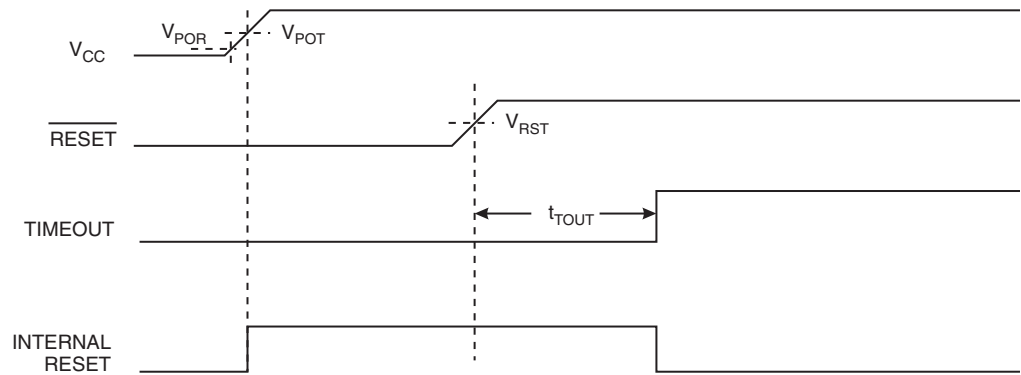 V_POR
V_POT
V_CC
RESET
V_RST
TIMEOUT
t_TOUT
INTERNAL
RESET